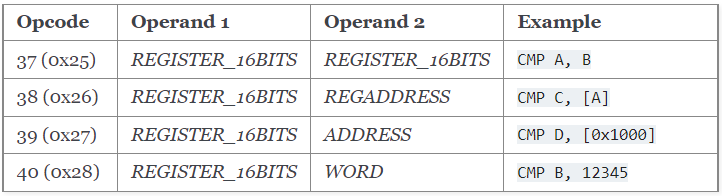 Opcode Operand 1 Operand 2 Example
37 (0x25) REGISTER_16BITS REGISTER_16BITS CMP A, B
38 (0x26) REGISTER_16BITS REGADDRESS CMP C, [A]
39 (0x27) REGISTER_16BITS ADDRESS CMP D, [0x1000]
40 (0x28) REGISTER_16BITS WORD CMP B, 12345